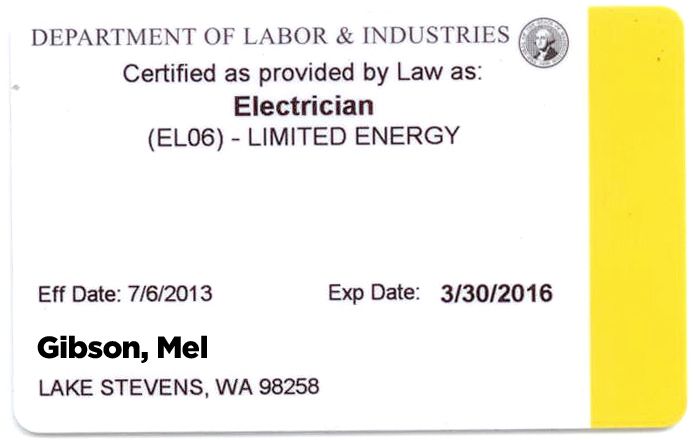 DEPARTMENT OF LABOR & INDUSTRIES
Certified as provided by Law as:
Electrician
(EL06) - LIMITED ENERGY
Eff Date: 7/6/2013 Exp Date: 3/30/2016
Gibson, Mel
LAKE STEVENS, WA 98258